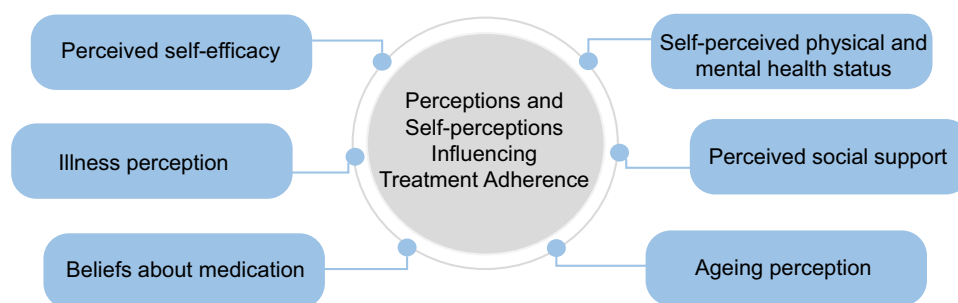 Perceived self-efficacy
Illness perception
Beliefs about medication
Perceptions and
Self-perceptions
Influencing
Treatment Adherence
Self-perceived physical and
mental health status
Perceived social support
Ageing perception